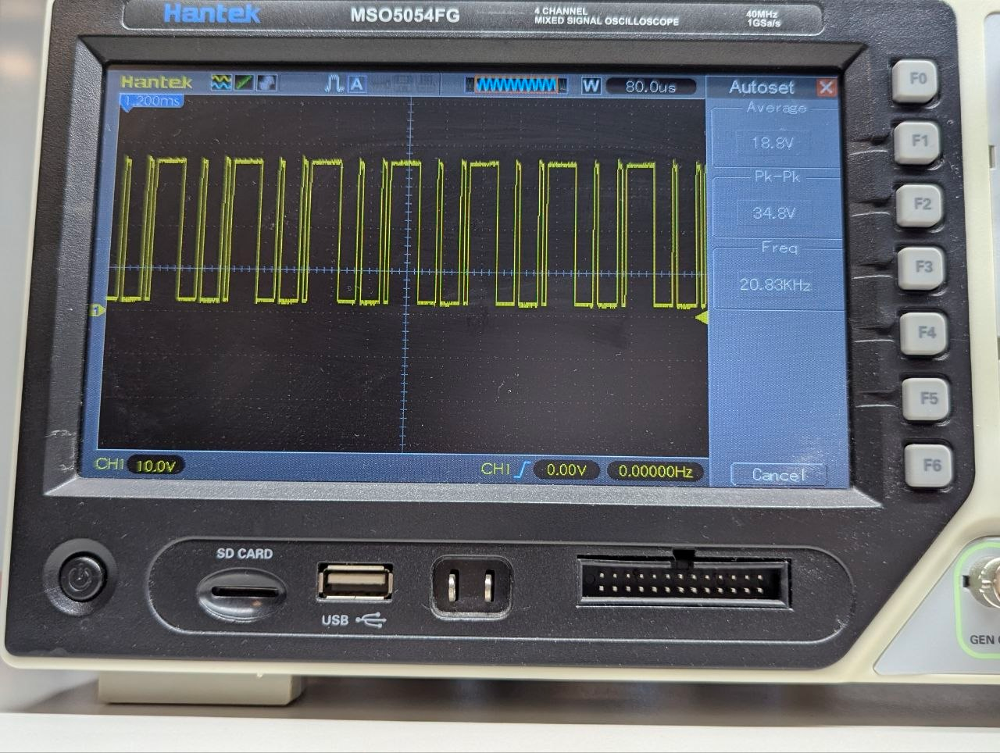 Hantek
MSO5054FG
4 CHANNEL
MIXED SIGNAL OSCILLOSCOPE
40MHz
1GSa/s
Hantek
A
W
80.0us
Autoset
1.200ms
Average
18.8V
Pk-Pk
34.8V
Freq
20.83KHz
1
CH1 10.0V
CH1 0.00V 0.00000Hz
Cancel
F0
F1
F2
F3
F4
F5
F6
SD CARD
USB
GEN